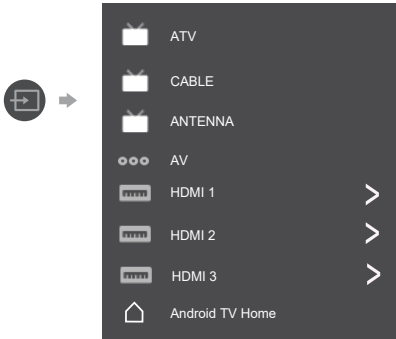 ATV
CABLE
ANTENNA
AV
HDMI 1
HDMI 2
HDMI 3
Android TV Home